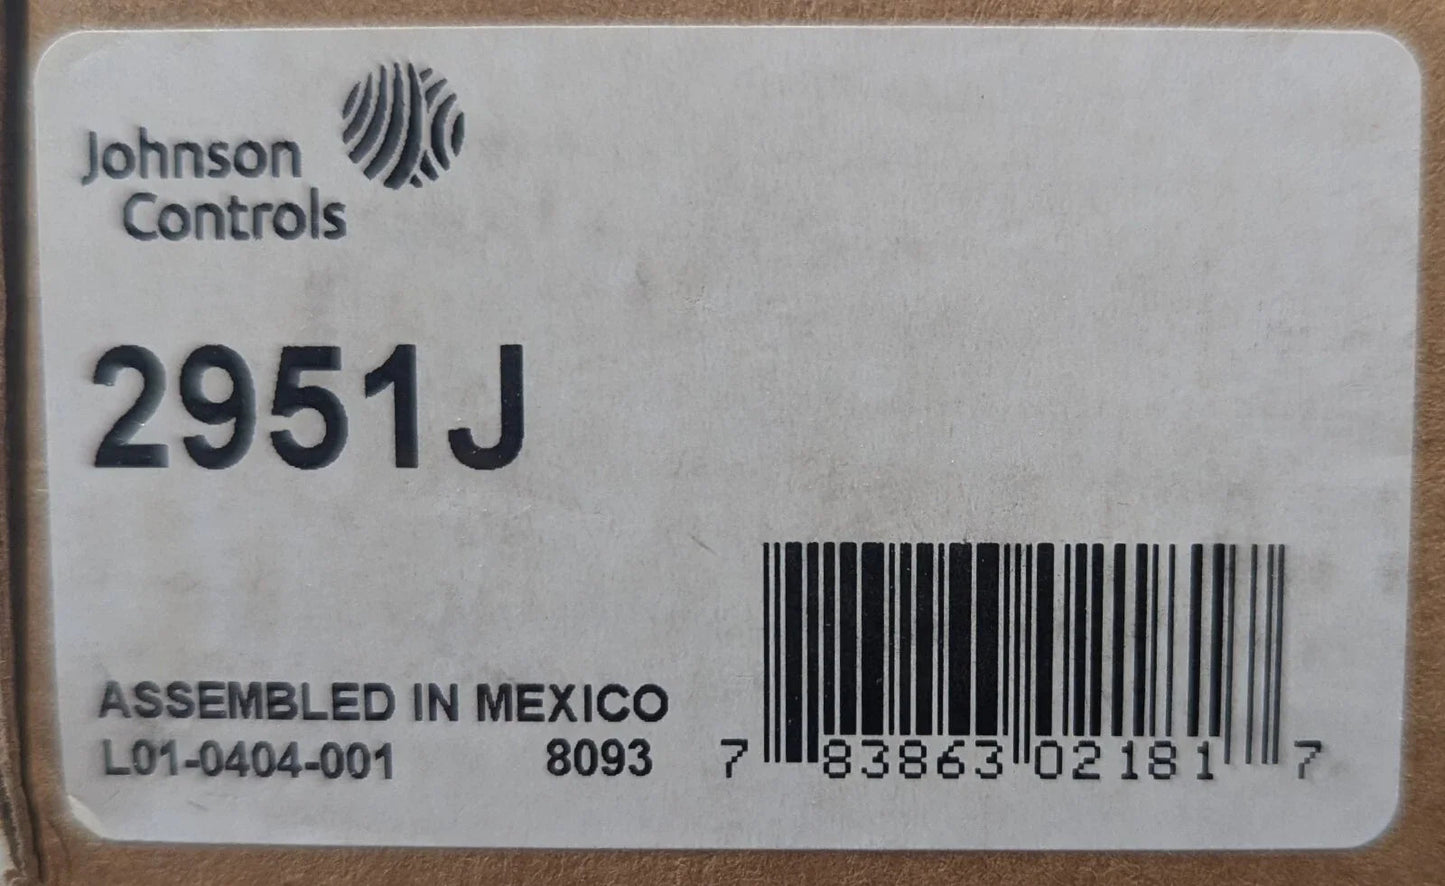 Johnson
Controls
2951J
ASSEMBLED IN MEXICO
L01-0404-001 8093
7 83863 02181 7